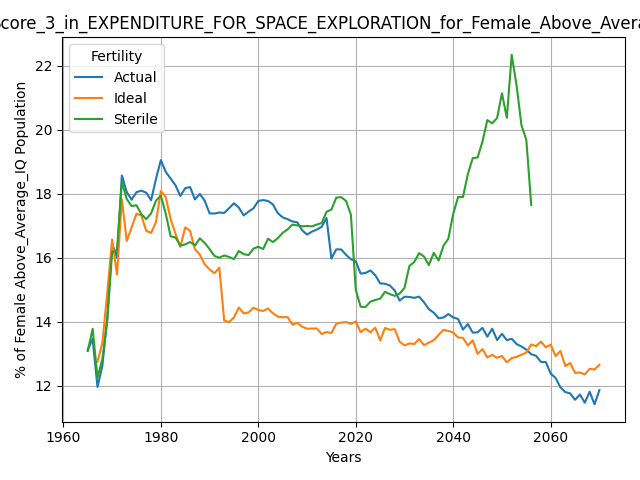 core_3_in_EXPENDITURE_FOR_SPACE_EXPLORATION_for_Female_Above_Avera
Fertility
Actual
Ideal
Sterile
% of Female Above_Average_IQ Population
22
20
18
16
14
12
1960
1980
2000
2020
2040
2060
Years